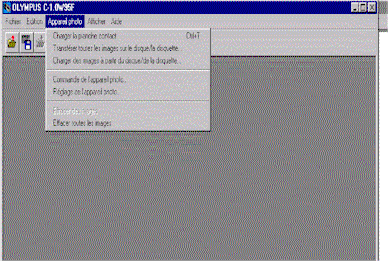 OLYMPUS C-1.0W95F
Fichier Edition Appareil photo Afficher Aide
Charger la planche contact Ctrl+T
Transférer toutes les images sur le disque/la disquette...
Charger des images à partir du disque/de la disquette...
Commande de l'appareil photo...
Réglage de l'appareil photo...
Effacer toutes les images